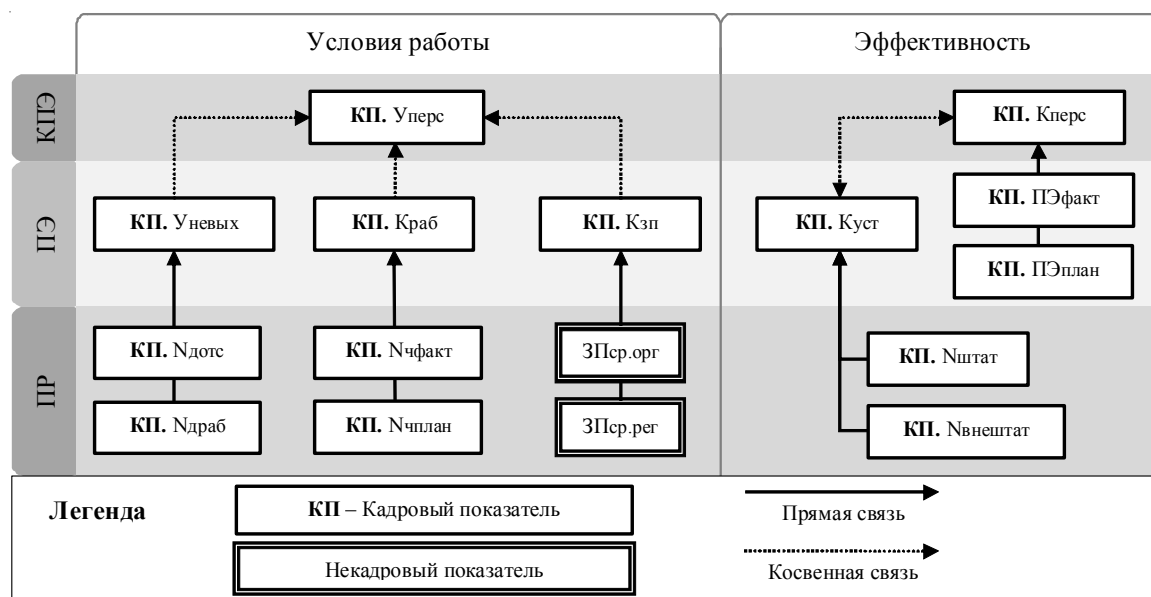 Условия работы
Эффективность
КПЭ
КП. Уперс
КП. Кперс
ПЭ
КП. Уневых
КП. Краб
КП. Кзп
КП. Куст
КП. ПЭфакт
КП. ПЭплан
ПР
КП. Nдотс
КП. Nчфакт
ЗПср.орг
КП. Nштат
КП. Nдраб
КП. Nчплан
ЗПср.рег
КП. Nвнештат
Легенда
КП – Кадровый показатель
Прямая связь
Некадровый показатель
Косвенная связь